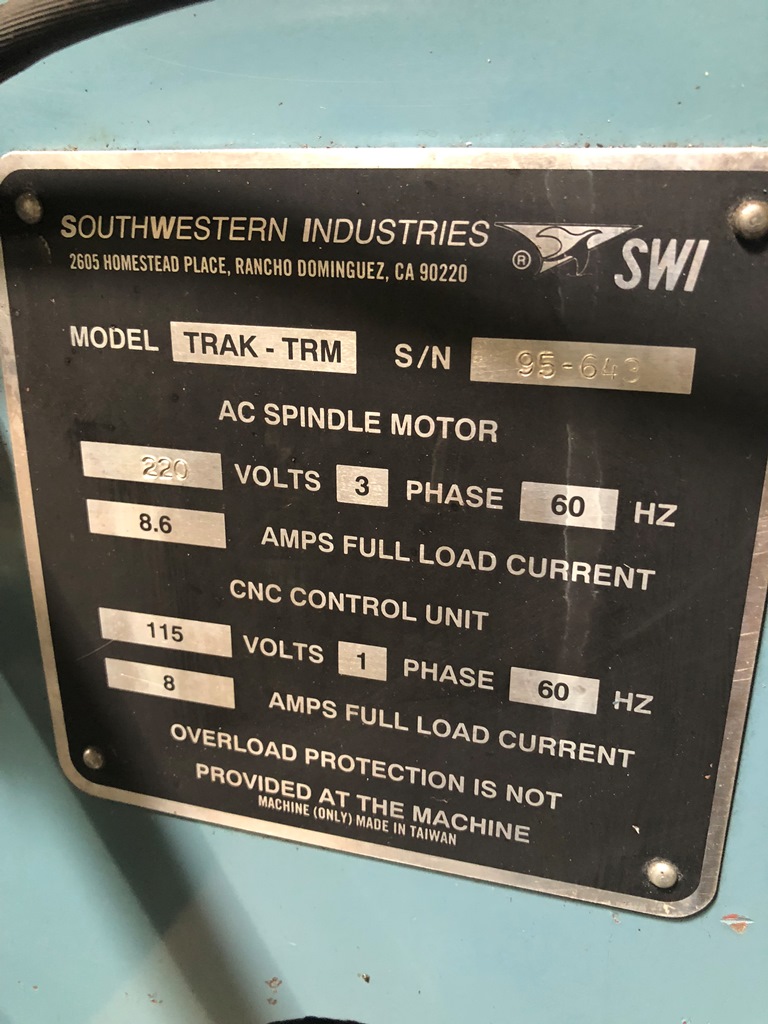 SOUTHWESTERN INDUSTRIES ® SWI
2605 HOMESTEAD PLACE, RANCHO DOMINGUEZ, CA 90220
MODEL TRAK - TRM S/N 95-643
AC SPINDLE MOTOR
220 VOLTS 3 PHASE 60 HZ
8.6 AMPS FULL LOAD CURRENT
CNC CONTROL UNIT
115 VOLTS 1 PHASE 60 HZ
8 AMPS FULL LOAD CURRENT
OVERLOAD PROTECTION IS NOT
PROVIDED AT THE MACHINE
MACHINE (ONLY) MADE IN TAIWAN